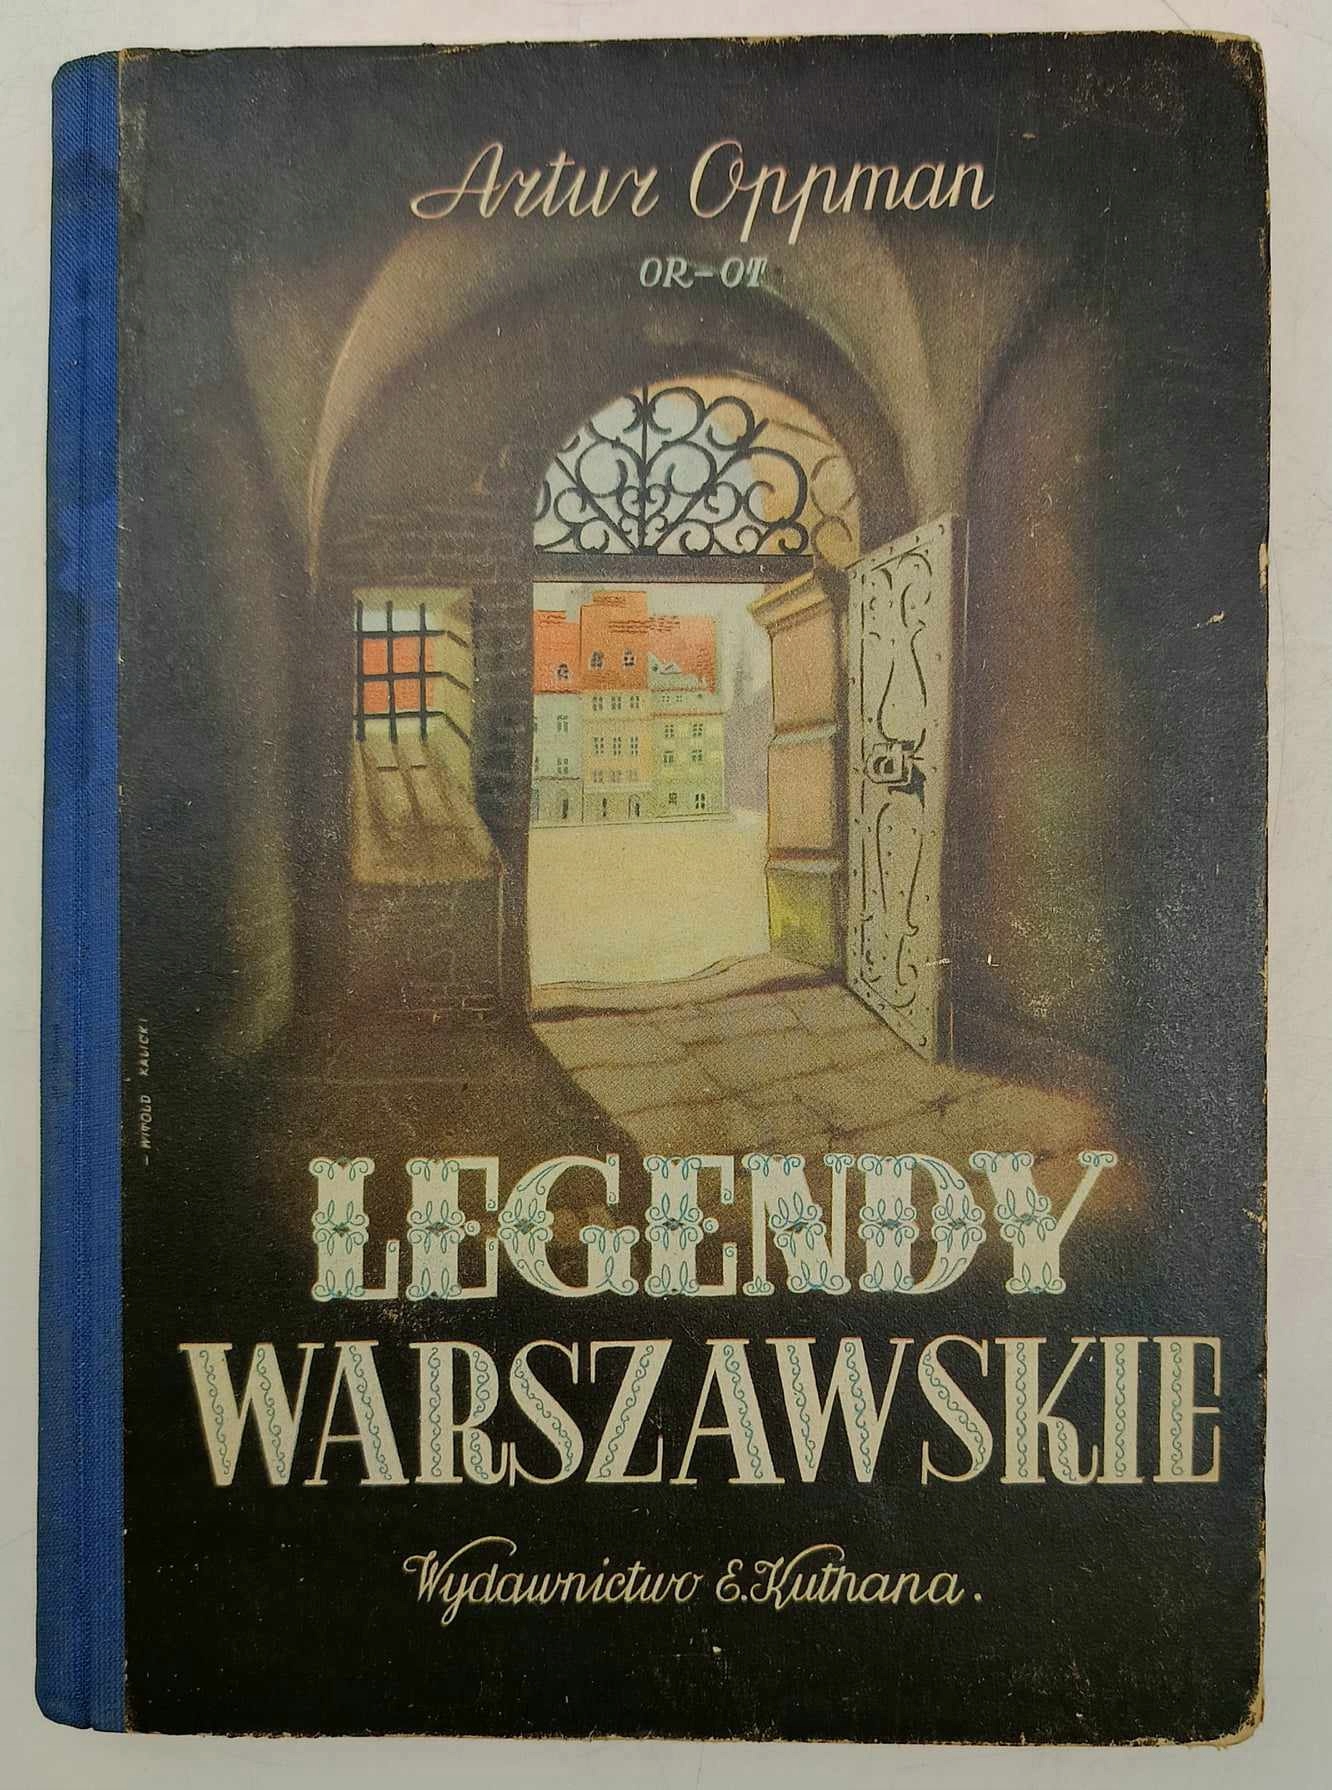 Artur Oppman
OR-OT
LEGENDY
WARSZAWSKIE
Wydawnictwo E. Kuthana.
– WITOLD KALICKI